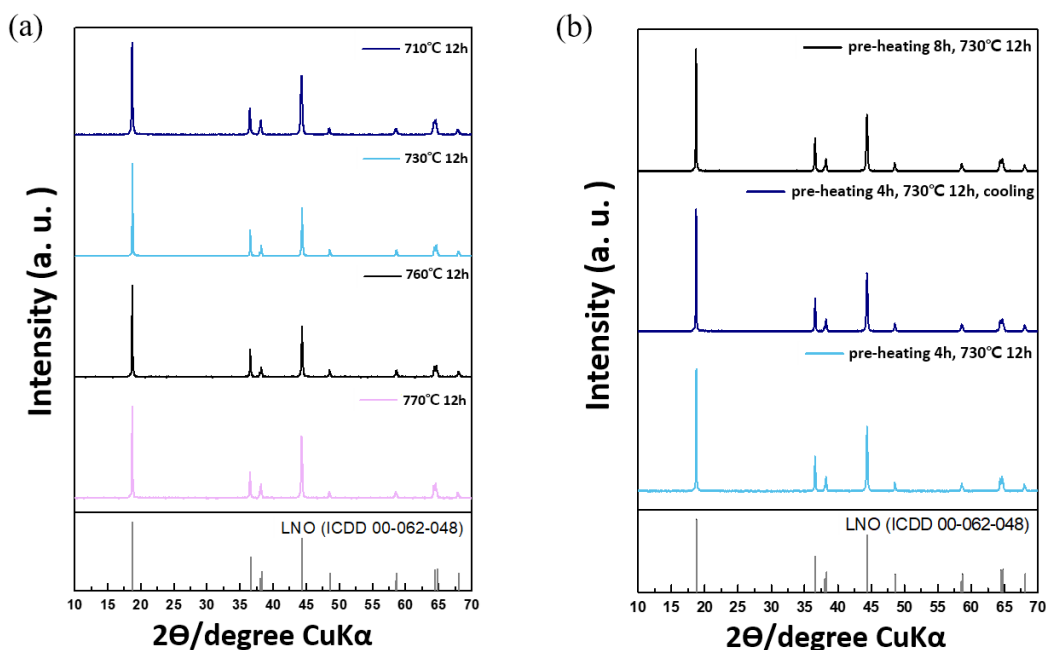 (a)
Intensity (a. u. )
710℃ 12h
730℃ 12h
760℃ 12h
770℃ 12h
LNO (ICDD 00-062-048)
10 15 20 25 30 35 40 45 50 55 60 65 70
2Ө/degree CuKα
(b)
Intensity (a. u. )
pre-heating 8h, 730℃ 12h
pre-heating 4h, 730℃ 12h, cooling
pre-heating 4h, 730℃ 12h
LNO (ICDD 00-062-048)
10 15 20 25 30 35 40 45 50 55 60 65 70
2Ө/degree CuKα